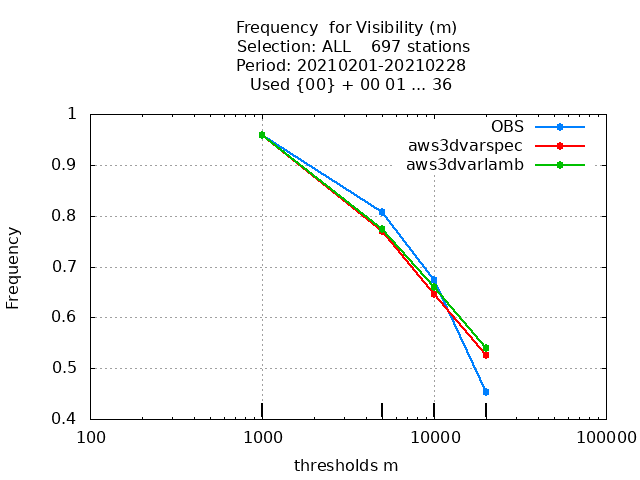 Frequency  for Visibility (m)
Selection: ALL    697 stations
Period: 20210201-20210228
Used {00} + 00 01 ... 36
OBS
aws3dvarspec
aws3dvarlamb
Frequency
1
0.9
0.8
0.7
0.6
0.5
0.4
100
1000
10000
100000
thresholds m